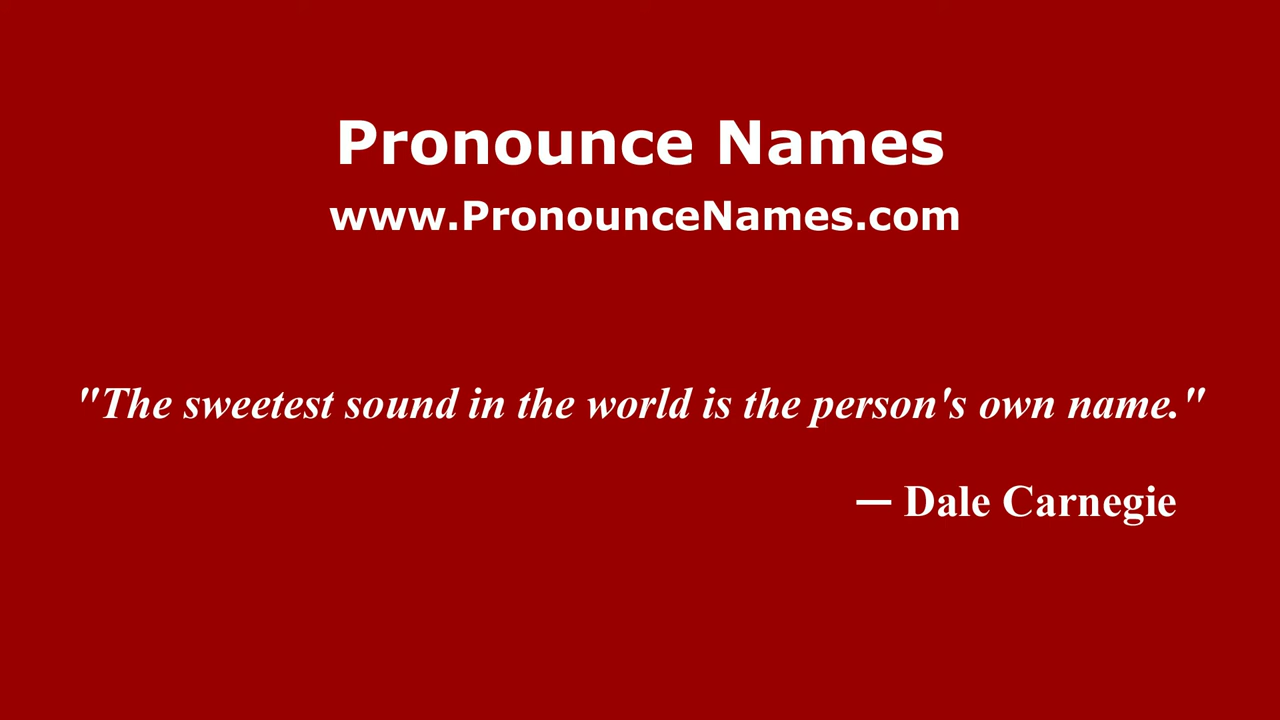 Pronounce Names
www.PronounceNames.com
"The sweetest sound in the world is the person's own name."
— Dale Carnegie